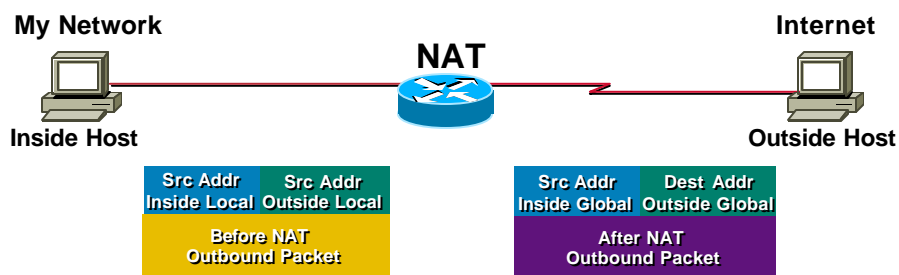 My Network
Internet
NAT
Inside Host
Outside Host
Src Addr
Inside Local
Src Addr
Outside Local
Before NAT
Outbound Packet
Src Addr
Inside Global
Dest Addr
Outside Global
After NAT
Outbound Packet